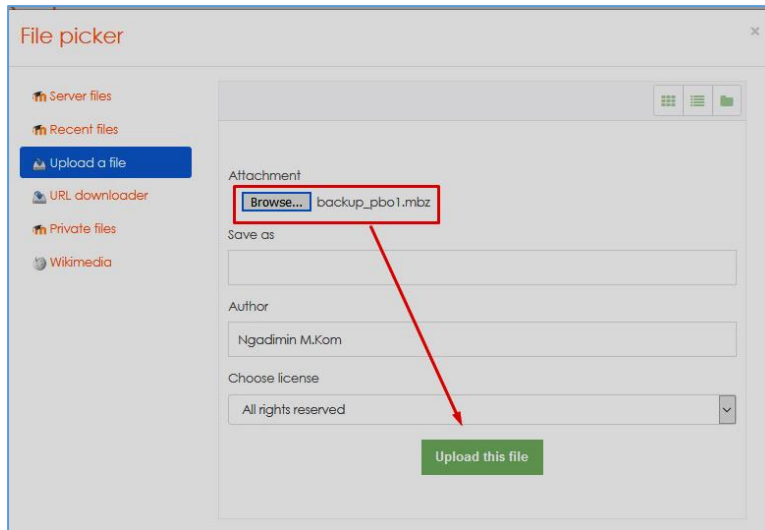 File picker
×
Server files
Recent files
Upload a file
URL downloader
Private files
Wikimedia
Attachment
Browse... backup_pbo1.mbz
Save as
Author
Ngadimin M.Kom
Choose license
All rights reserved
Upload this file